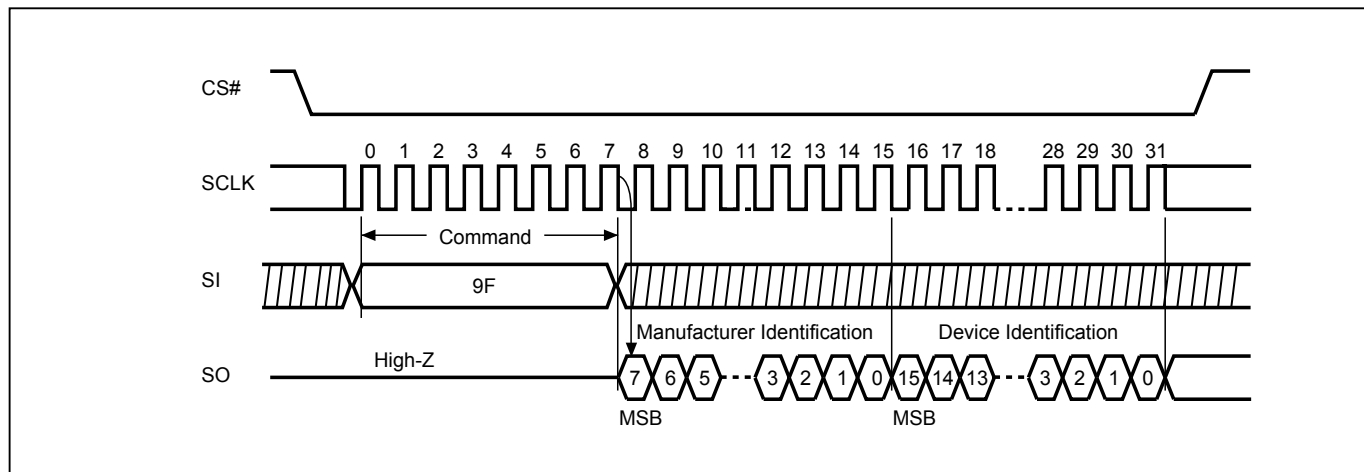 CS#
0 1 2 3 4 5 6 7 8 9 10 11 12 13 14 15 16 17 18 28 29 30 31
SCLK
Command
SI
9F
Manufacturer Identification Device Identification
High-Z
SO
7 6 5 3 2 1 0 15 14 13 3 2 1 0
MSB MSB